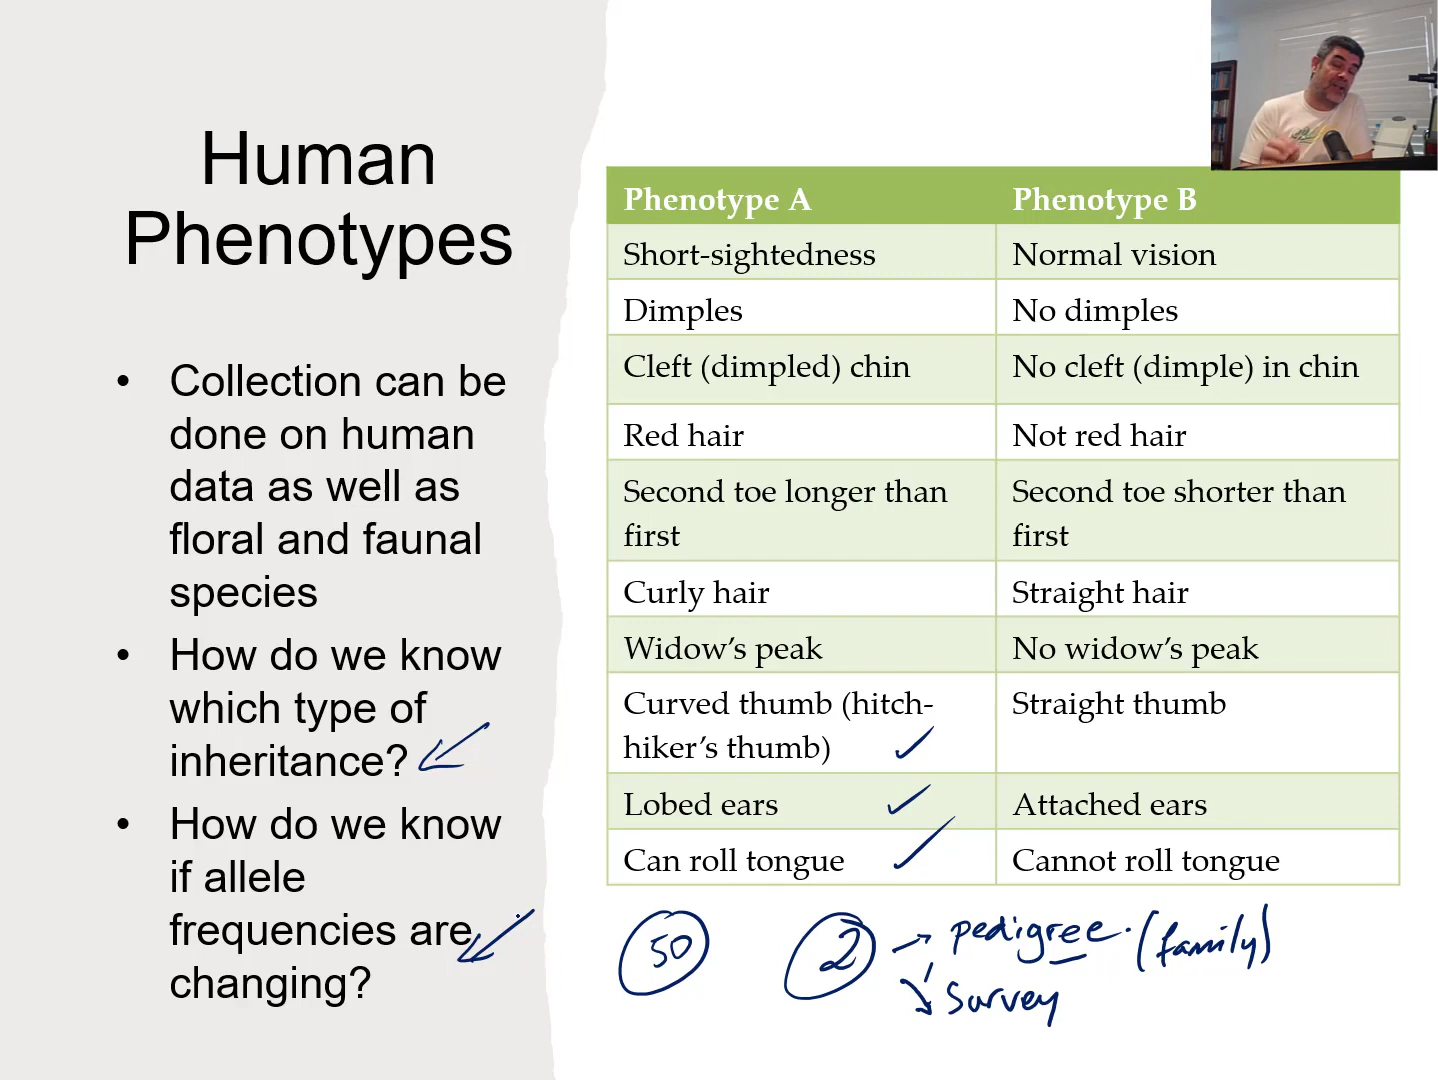 Human
Phenotypes
• Collection can be
done on human
data as well as
floral and faunal
species
• How do we know
which type of
inheritance?
• How do we know
if allele
frequencies are
changing?
Phenotype A Phenotype B
Short-sightedness Normal vision
Dimples No dimples
Cleft (dimpled) chin No cleft (dimple) in chin
Red hair Not red hair
Second toe longer than Second toe shorter than
first first
Curly hair Straight hair
Widow’s peak No widow’s peak
Curved thumb (hitch- Straight thumb
hiker’s thumb)
Lobed ears Attached ears
Can roll tongue Cannot roll tongue
50 2 → pedigree. (family)
Survey